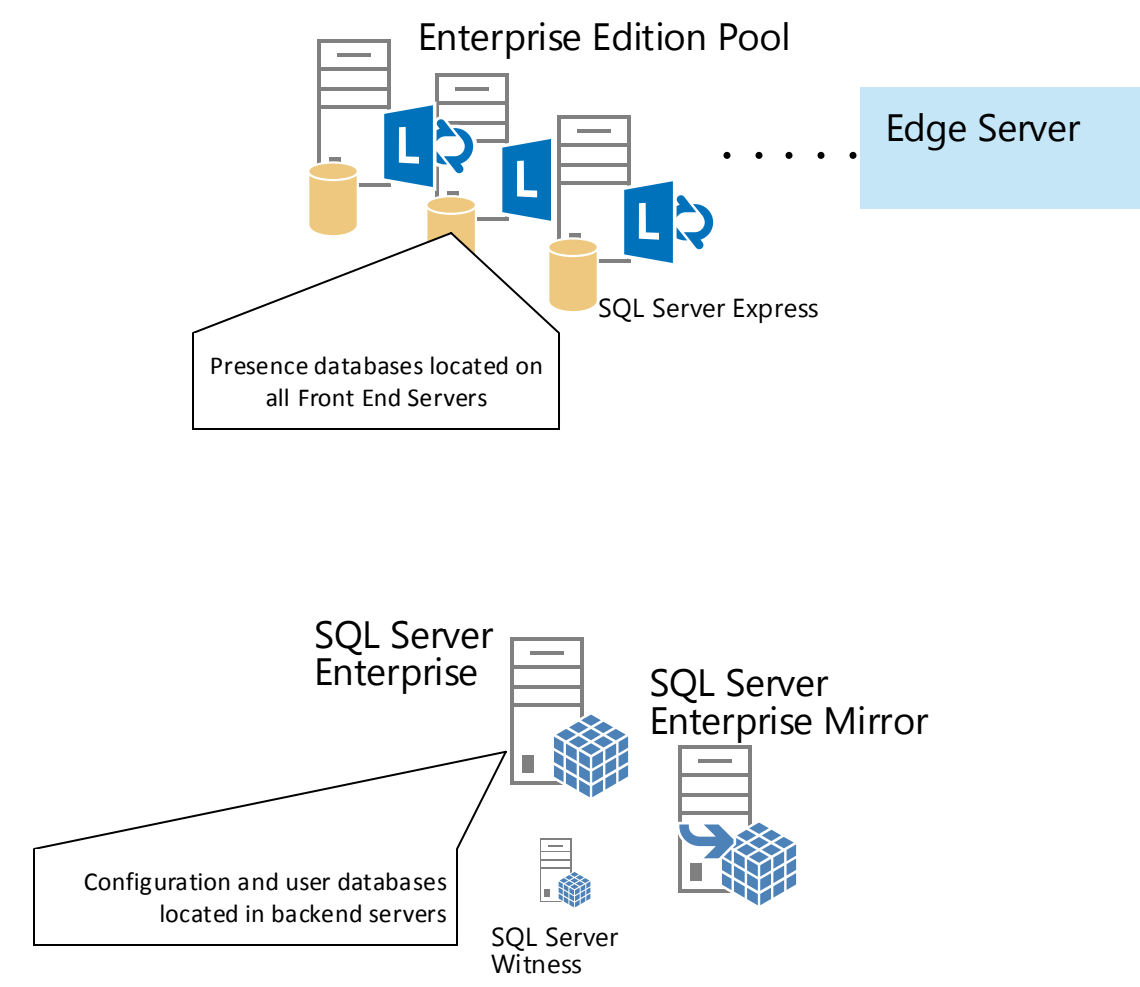 Enterprise Edition Pool
Edge Server
L
L
L
SQL Server Express
Presence databases located on
all Front End Servers
SQL Server
Enterprise
SQL Server
Enterprise Mirror
Configuration and user databases
located in backend servers
SQL Server
Witness